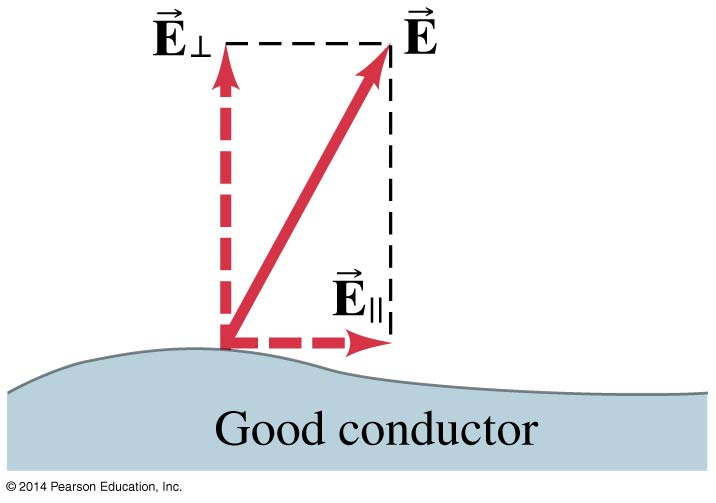 E⃗⊥
E⃗
E⃗||
Good conductor
© 2014 Pearson Education, Inc.